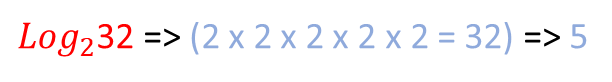 Log₂32 => (2 x 2 x 2 x 2 x 2 = 32) => 5